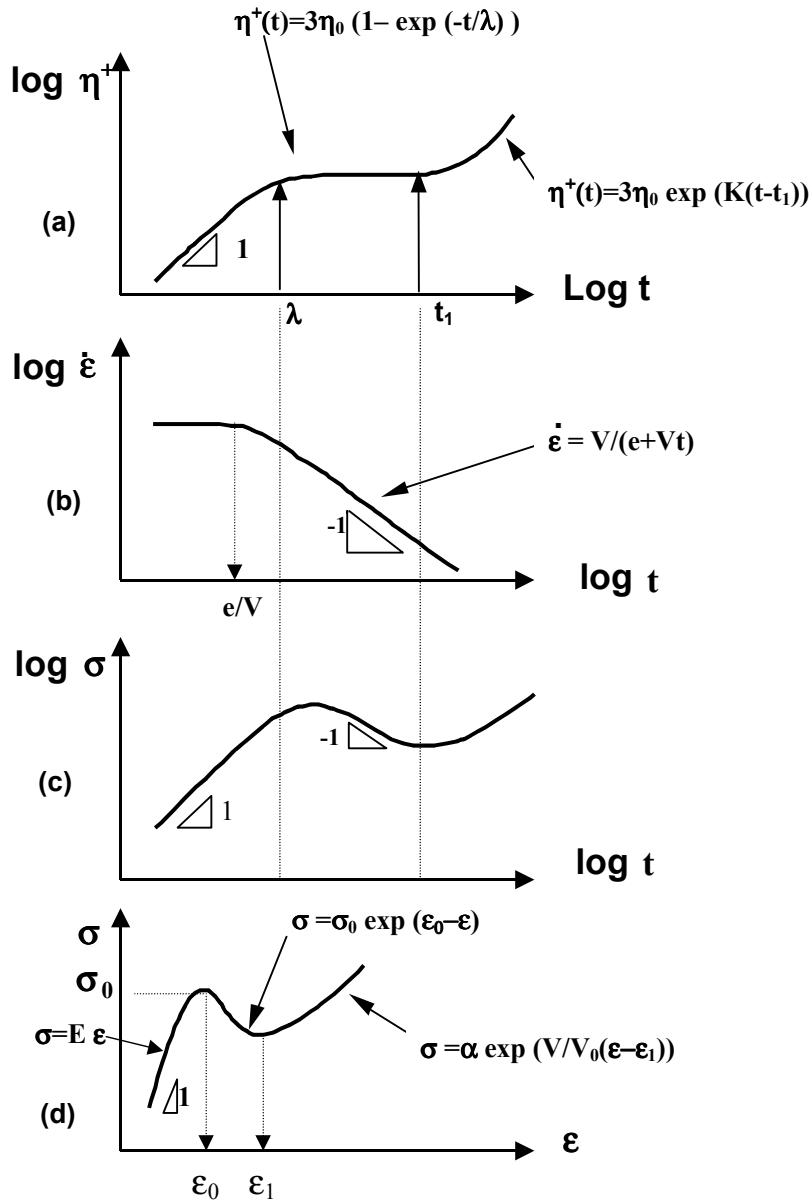 η⁺(t)=3η₀ (1– exp (-t/λ) )
log η⁺
η⁺(t)=3η₀ exp (K(t-t₁))
(a)
1
Log t
λ
t₁
log ε̇
ε̇ = V/(e+Vt)
(b)
-1
log t
e/V
log σ
-1
(c)
1
log t
σ
σ =σ₀ exp (ε₀–ε)
σ₀
σ=E ε
σ =α exp (V/V₀(ε–ε₁))
1
(d)
ε
ε₀
ε₁